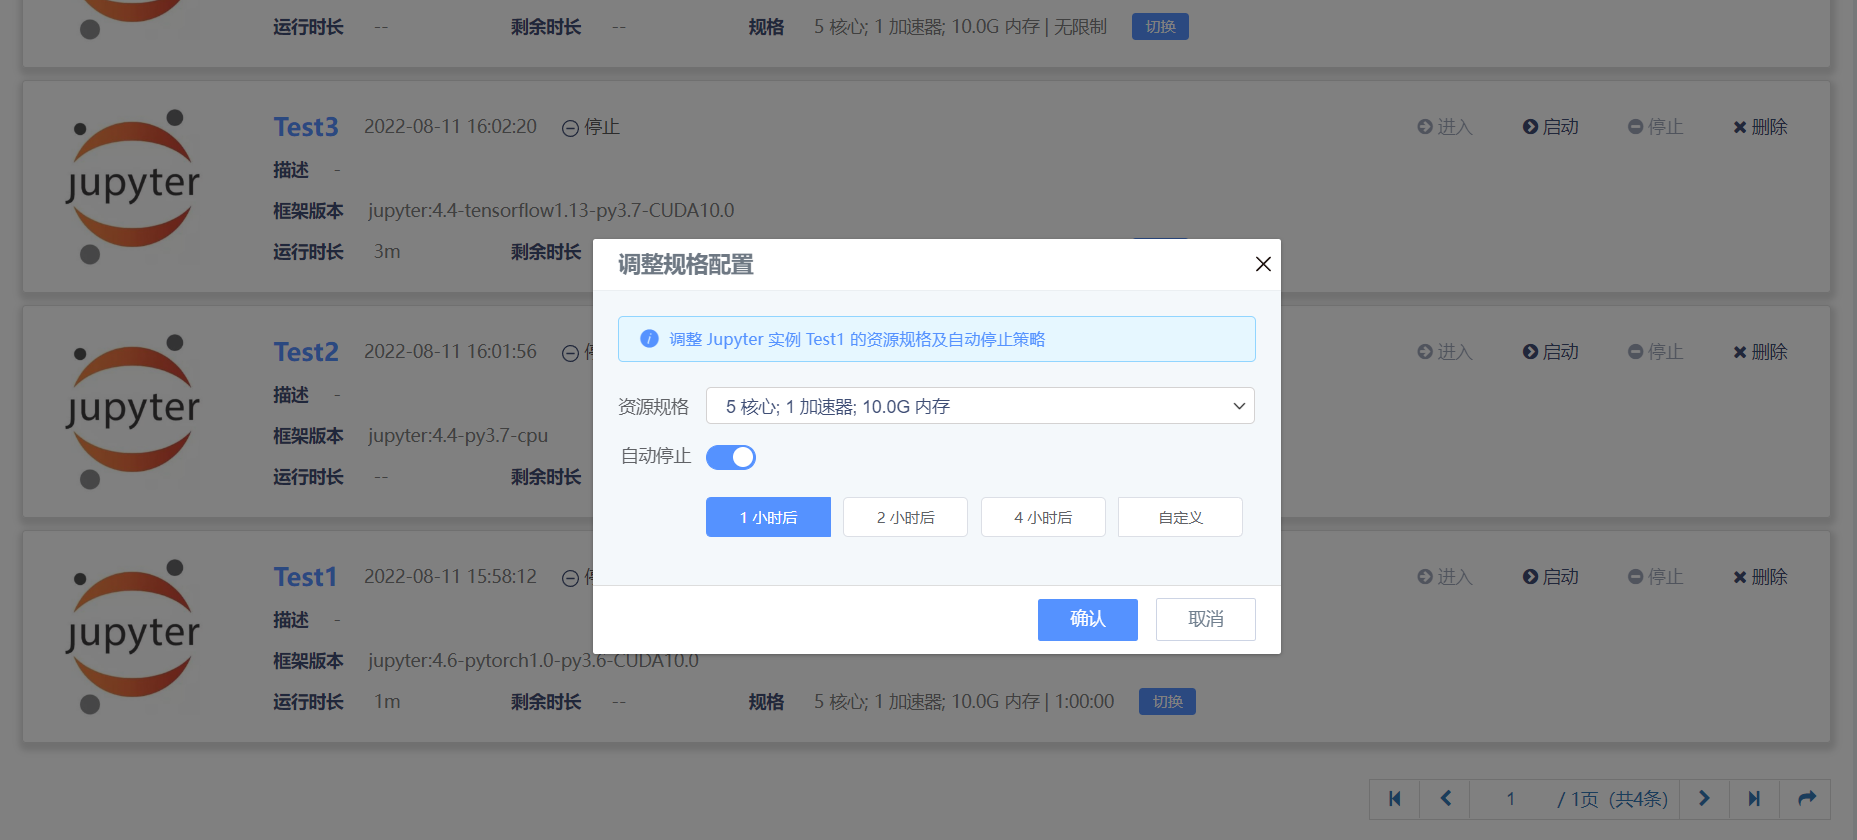 运行时长 -- 剩余时长 -- 规格 5 核心; 1 加速器; 10.0G 内存 | 无限制 切换
jupyter
Test3 2022-08-11 16:02:20 停止 进入 启动 停止 删除
描述 -
框架版本 jupyter:4.4-tensorflow1.13-py3.7-CUDA10.0
运行时长 3m 剩余时长
jupyter
Test2 2022-08-11 16:01:56 进入 启动 停止 删除
描述 -
框架版本 jupyter:4.4-py3.7-cpu
运行时长 -- 剩余时长
调整规格配置
调整 Jupyter 实例 Test1 的资源规格及自动停止策略
资源规格 5 核心; 1 加速器; 10.0G 内存
自动停止
1 小时后 2 小时后 4 小时后 自定义
确认 取消
jupyter
Test1 2022-08-11 15:58:12 进入 启动 停止 删除
描述 -
框架版本 jupyter:4.6-pytorch1.0-py3.6-CUDA10.0
运行时长 1m 剩余时长 -- 规格 5 核心; 1 加速器; 10.0G 内存 | 1:00:00 切换
1 / 1页 (共4条)